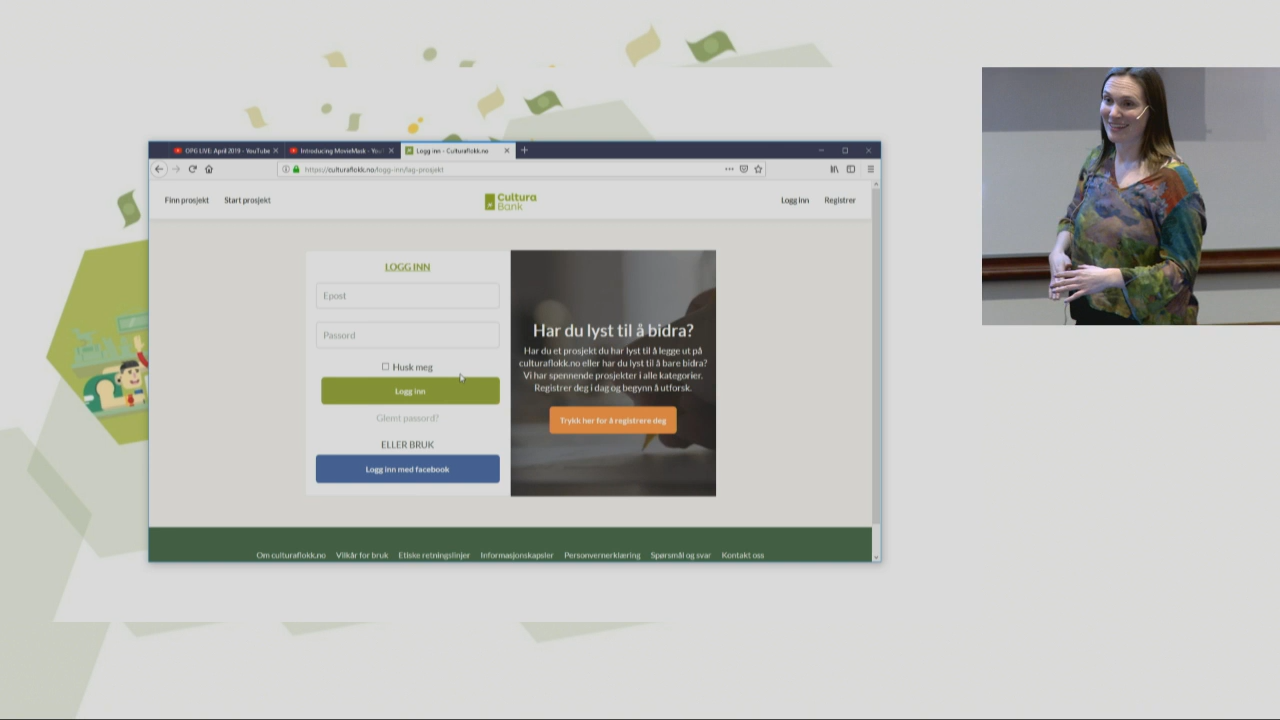 OPG LIVE: April 2019 - YouTube
Introducing MovieMask - You
Logg inn - Culturaflokk.no
https://culturaflokk.no/logg-inn/lag-prosjekt
Finn prosjekt
Start prosjekt
Cultura
Bank
Logg inn
Registrer
LOGG INN
Epost
Passord
Husk meg
Logg inn
Glemt passord?
ELLER BRUK
Logg inn med facebook
Har du lyst til å bidra?
Har du et prosjekt du har lyst til å legge ut på
culturaflokk.no eller har du lyst til å bare bidra?
Vi har spennende prosjekter i alle kategorier.
Registrer deg i dag og begynn å utforsk.
Trykk her for å registrere deg
Om culturaflokk.no Vilkår for bruk Etiske retningslinjer Informasjonskapsler Personvernerklæring Spørsmål og svar Kontakt oss